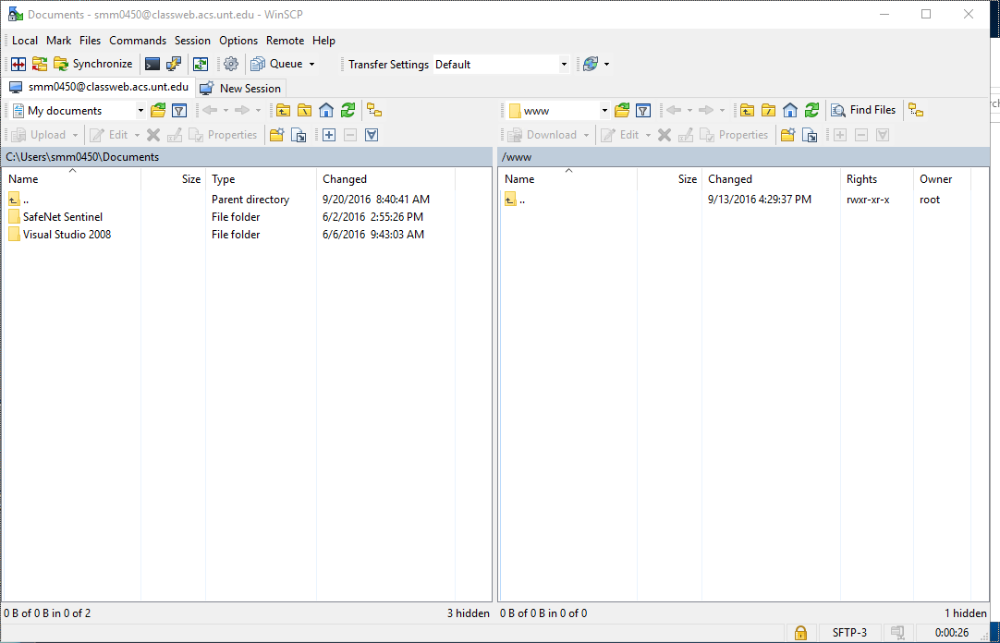 Documents - smm0450@classweb.acs.unt.edu - WinSCP
Local Mark Files Commands Session Options Remote Help
Synchronize Queue Transfer Settings Default
smm0450@classweb.acs.unt.edu New Session
My documents www Find Files
Upload Edit Properties Download Edit Properties
C:\Users\smm0450\Documents /www
Name Size Type Changed Name Size Changed Rights Owner
.. Parent directory 9/20/2016 8:40:41 AM .. 9/13/2016 4:29:37 PM rwxr-xr-x root
SafeNet Sentinel File folder 6/2/2016 2:55:26 PM
Visual Studio 2008 File folder 6/6/2016 9:43:03 AM
0 B of 0 B in 0 of 2 3 hidden 0 B of 0 B in 0 of 0 1 hidden
SFTP-3 0:00:26